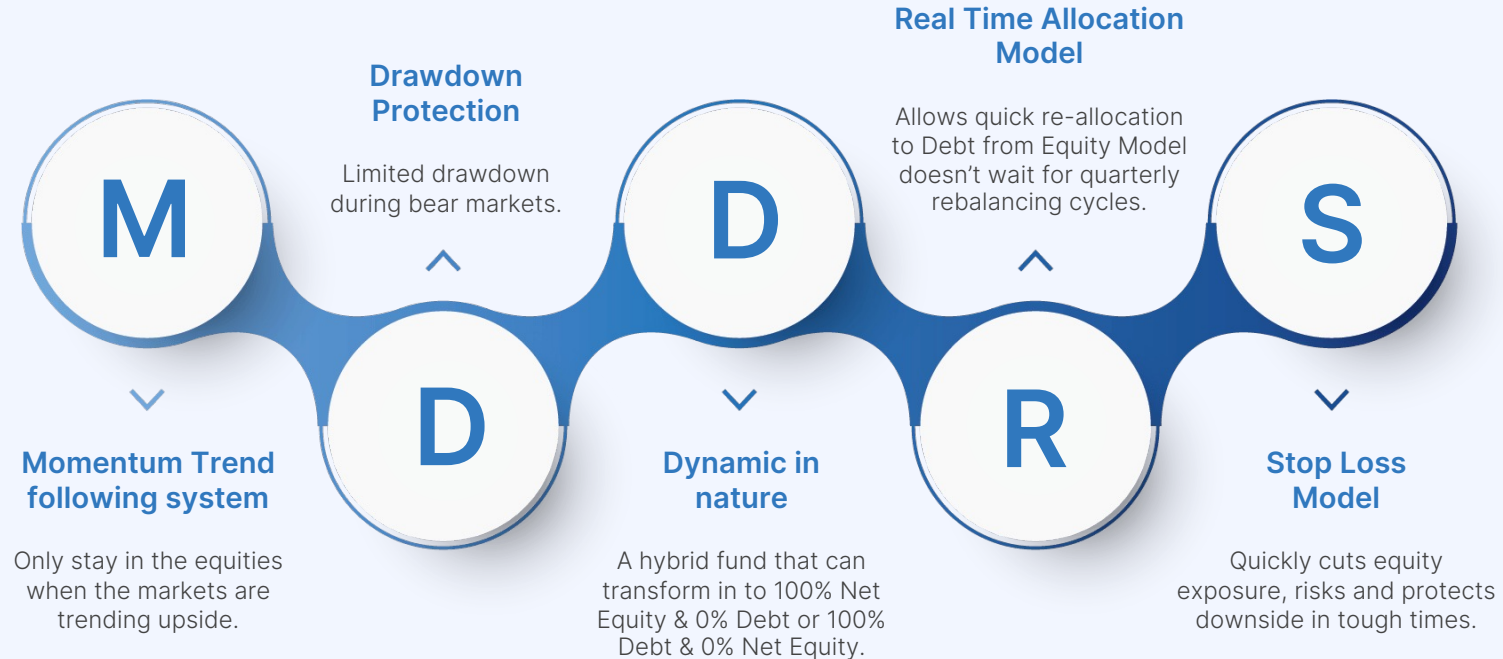 M
Momentum Trend
following system
Only stay in the equities
when the markets are
trending upside.
Drawdown
Protection
Limited drawdown
during bear markets.
D
D
Dynamic in
nature
A hybrid fund that can
transform in to 100% Net
Equity & 0% Debt or 100%
Debt & 0% Net Equity.
Real Time Allocation
Model
Allows quick re-allocation
to Debt from Equity Model
doesn’t wait for quarterly
rebalancing cycles.
R
S
Stop Loss
Model
Quickly cuts equity
exposure, risks and protects
downside in tough times.